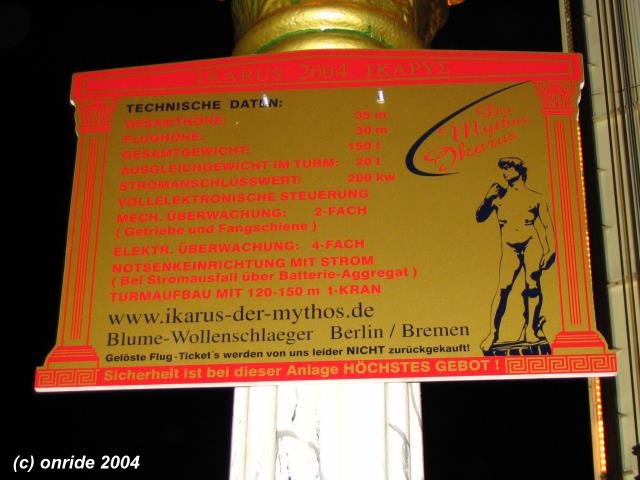 IKARUS 2004 ΙΚΑΡΥΣ
TECHNISCHE DATEN:
GESAMTHÖHE: 35 m
FLUGHÖHE: 30 m
GESAMTGEWICHT: 150 t
AUSGLEICHGEWICHT IM TURM: 20 t
STROMANSCHLUSSWERT: 200 kw
VOLLELEKTRONISCHE STEUERUNG
MECH. ÜBERWACHUNG: 2-FACH
( Getriebe und Fangschiene )
ELEKTR. ÜBERWACHUNG: 4-FACH
NOTSENKEINRICHTUNG MIT STROM
( Bei Stromausfall über Batterie-Aggregat )
TURMAUFBAU MIT 120-150 m t-KRAN
Der
Mythos
Ikarus
www.ikarus-der-mythos.de
Blume-Wollenschlaeger Berlin / Bremen
Gelöste Flug-Ticket`s werden von uns leider NICHT zurückgekauft!
Sicherheit ist bei dieser Anlage HÖCHSTES GEBOT !
(c) onride 2004